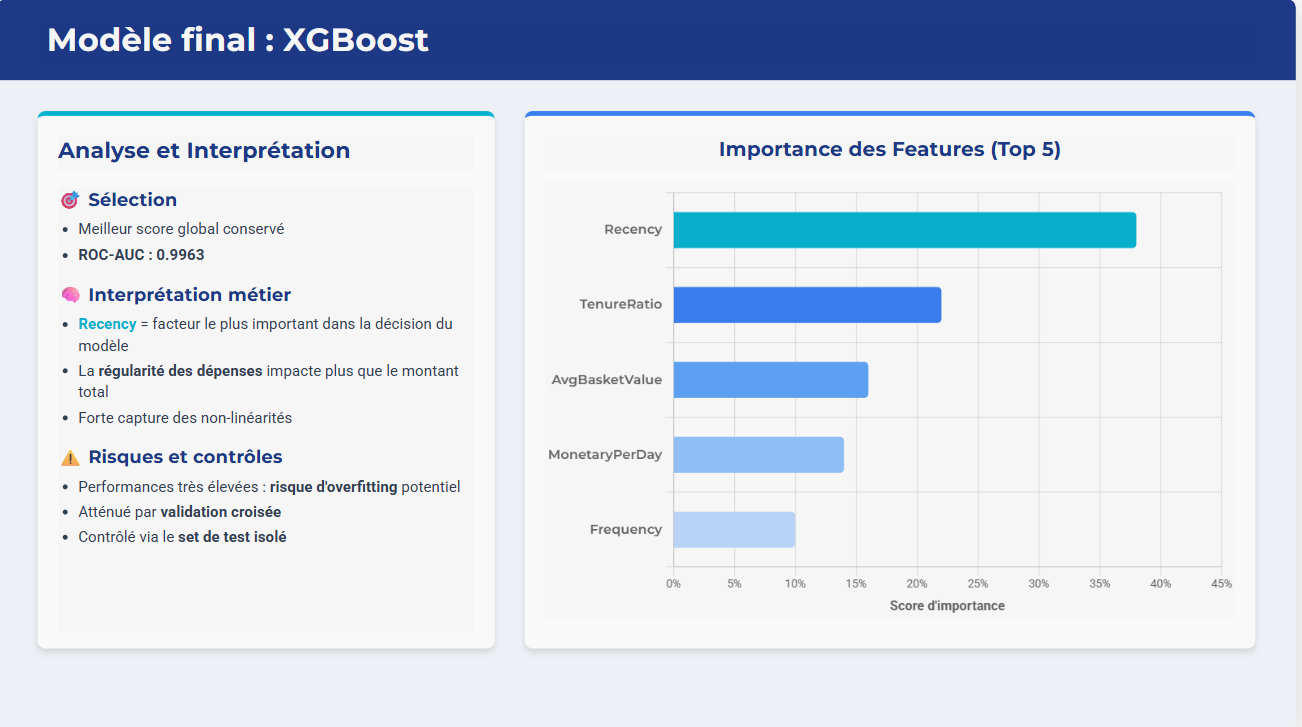 Modèle final : XGBoost
Analyse et Interprétation
Sélection
Meilleur score global conservé
ROC-AUC : 0.9963
Interprétation métier
Recency = facteur le plus important dans la décision du
modèle
La régularité des dépenses impacte plus que le montant
total
Forte capture des non-linéarités
Risques et contrôles
Performances très élevées : risque d'overfitting potentiel
Atténué par validation croisée
Contrôlé via le set de test isolé
Importance des Features (Top 5)
Recency
TenureRatio
AvgBasketValue
MonetaryPerDay
Frequency
0% 5% 10% 15% 20% 25% 30% 35% 40% 45%
Score d'importance